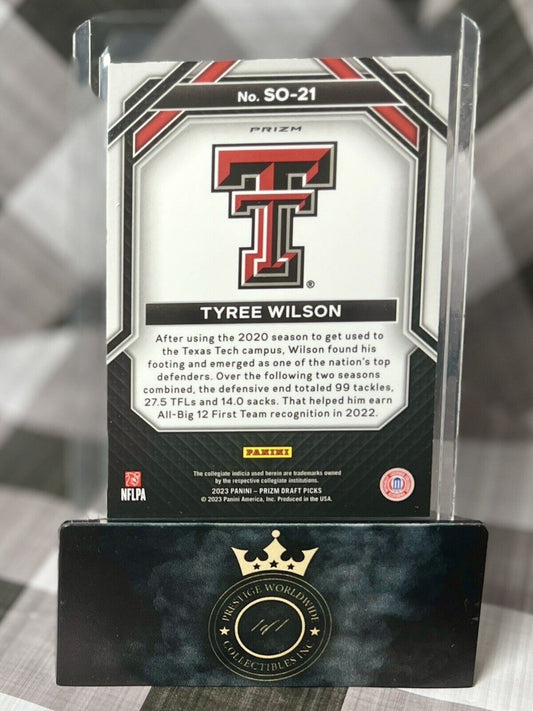 No. SO-21
PRIZM
T T
®
TYREE WILSON
After using the 2020 season to get used to
the Texas Tech campus, Wilson found his
footing and emerged as one of the nation's top
defenders. Over the following two seasons
combined, the defensive end totaled 99 tackles,
27.5 TFLs and 14.0 sacks. That helped him earn
All-Big 12 First Team recognition in 2022.
PANINI
The collegiate indicia used herein are trademarks owned
by the respective collegiate institutions.
2023 PANINI – PRIZM DRAFT PICKS
© 2023 Panini America, Inc. Produced in the USA.
NFLPA
PRESTIGE WORLDWIDE
1of1
COLLECTIBLES INC